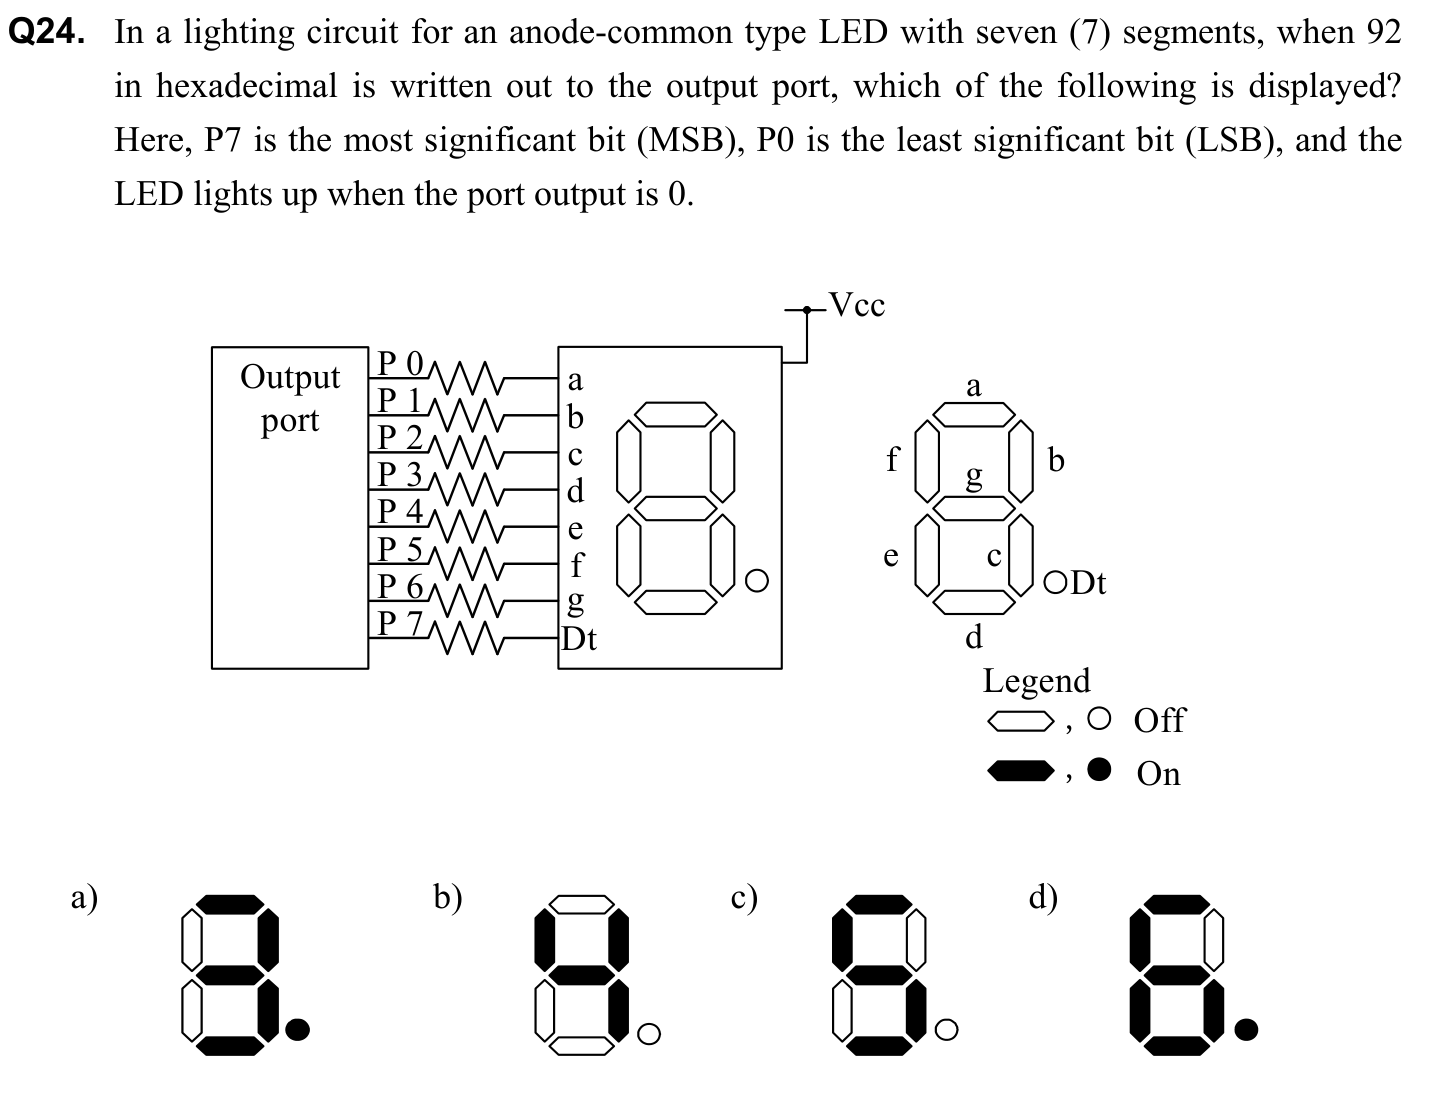 Q24. In a lighting circuit for an anode-common type LED with seven (7) segments, when 92
in hexadecimal is written out to the output port, which of the following is displayed?
Here, P7 is the most significant bit (MSB), P0 is the least significant bit (LSB), and the
LED lights up when the port output is 0.
Vcc
Output
port
P 0
P 1
P 2
P 3
P 4
P 5
P 6
P 7
a
b
c
d
e
f
g
Dt
a
f
b
g
e
c
Dt
d
Legend
, Off
, On
a)
b)
c)
d)